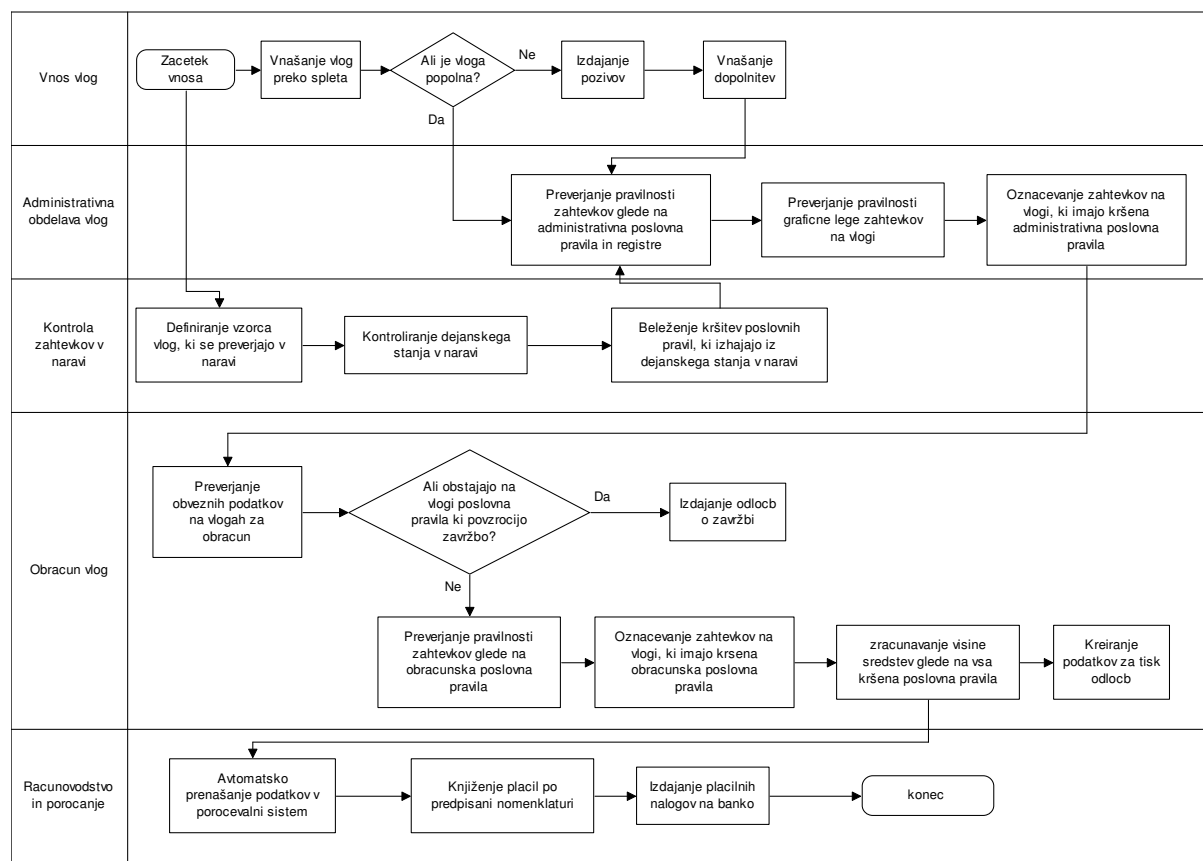 Vnos vlog
Zacetek
vnosa
Vnašanje vlog
preko spleta
Ali je vloga
popolna?
Ne
Izdajanje
pozivov
Vnašanje
dopolnitev
Da
Administrativna
obdelava vlog
Preverjanje pravilnosti
zahtevkov glede na
administrativna poslovna
pravila in registre
Preverjanje pravilnosti
graficne lege zahtevkov
na vlogi
Oznacevanje zahtevkov na
vlogi, ki imajo kršena
administrativna poslovna
pravila
Kontrola
zahtevkov v
naravi
Definiranje vzorca
vlog, ki se preverjajo v
naravi
Kontroliranje dejanskega
stanja v naravi
Beleženje kršitev poslovnih
pravil, ki izhajajo iz
dejanskega stanja v naravi
Obracun vlog
Preverjanje
obveznih podatkov
na vlogah za
obracun
Ali obstajajo na
vlogi poslovna
pravila ki povzrocijo
zavržbo?
Da
Izdajanje odlocb
o zavržbi
Ne
Preverjanje pravilnosti
zahtevkov glede na
obracunska poslovna
pravila
Oznacevanje zahtevkov na
vlogi, ki imajo krsena
obracunska poslovna
pravila
zracunavanje visine
sredstev glede na vsa
kršena poslovna pravila
Kreiranje
podatkov za tisk
odlocb
Racunovodstvo
in porocanje
Avtomatsko
prenašanje podatkov v
porocevalni sistem
Knjiženje placil po
predpisani nomenklaturi
Izdajanje placilnih
nalogov na banko
konec